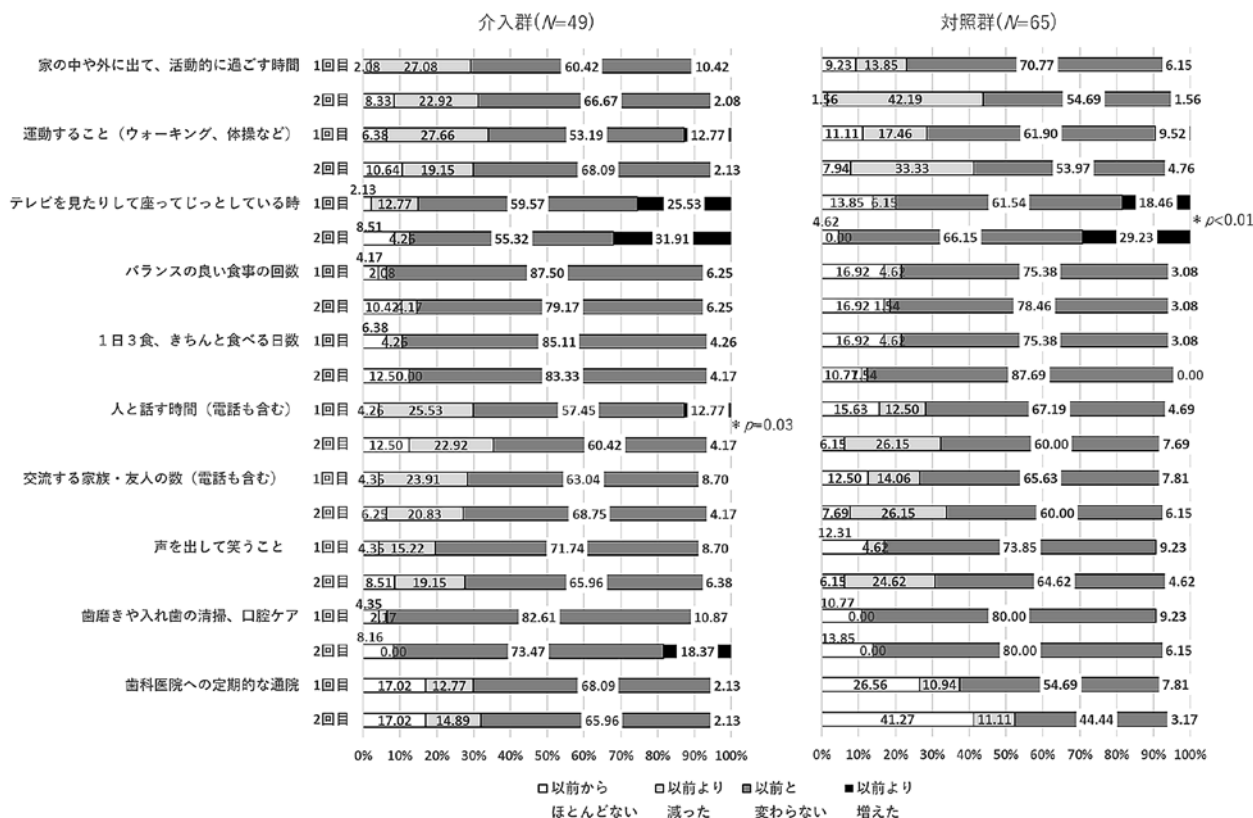 介入群(N=49) 対照群(N=65)
家の中や外に出て、活動的に過ごす時間 1回目 2.08 27.08 60.42 10.42 9.23 13.85 70.77 6.15
2回目 8.33 22.92 66.67 2.08 1.56 42.19 54.69 1.56
運動すること（ウォーキング、体操など） 1回目 6.38 27.66 53.19 12.77 11.11 17.46 61.90 9.52
2回目 10.64 19.15 68.09 2.13 7.94 33.33 53.97 4.76
テレビを見たりして座ってじっとしている時 1回目 2.13 12.77 59.57 25.53 13.85 6.15 61.54 18.46
* p<0.01
2回目 8.51 4.26 55.32 31.91 4.62 0.00 66.15 29.23
バランスの良い食事の回数 1回目 4.17 2.08 87.50 6.25 16.92 4.62 75.38 3.08
2回目 10.42 4.17 79.17 6.25 16.92 1.54 78.46 3.08
1日3食、きちんと食べる日数 1回目 6.38 4.26 85.11 4.26 16.92 4.62 75.38 3.08
2回目 12.50 0.00 83.33 4.17 10.77 1.54 87.69 0.00
人と話す時間（電話も含む） 1回目 4.26 25.53 57.45 12.77 15.63 12.50 67.19 4.69
* p=0.03
2回目 12.50 22.92 60.42 4.17 6.15 26.15 60.00 7.69
交流する家族・友人の数（電話も含む） 1回目 4.35 23.91 63.04 8.70 12.50 14.06 65.63 7.81
2回目 6.25 20.83 68.75 4.17 7.69 26.15 60.00 6.15
声を出して笑うこと 1回目 4.35 15.22 71.74 8.70 12.31 4.62 73.85 9.23
2回目 8.51 19.15 65.96 6.38 6.15 24.62 64.62 4.62
歯磨きや入れ歯の清掃、口腔ケア 1回目 4.35 2.17 82.61 10.87 10.77 0.00 80.00 9.23
2回目 8.16 0.00 73.47 18.37 13.85 0.00 80.00 6.15
歯科医院への定期的な通院 1回目 17.02 12.77 68.09 2.13 26.56 10.94 54.69 7.81
2回目 17.02 14.89 65.96 2.13 41.27 11.11 44.44 3.17
0% 10% 20% 30% 40% 50% 60% 70% 80% 90% 100% 0% 10% 20% 30% 40% 50% 60% 70% 80% 90% 100%
以前から 以前より 以前と 以前より
ほとんどない 減った 変わらない 増えた